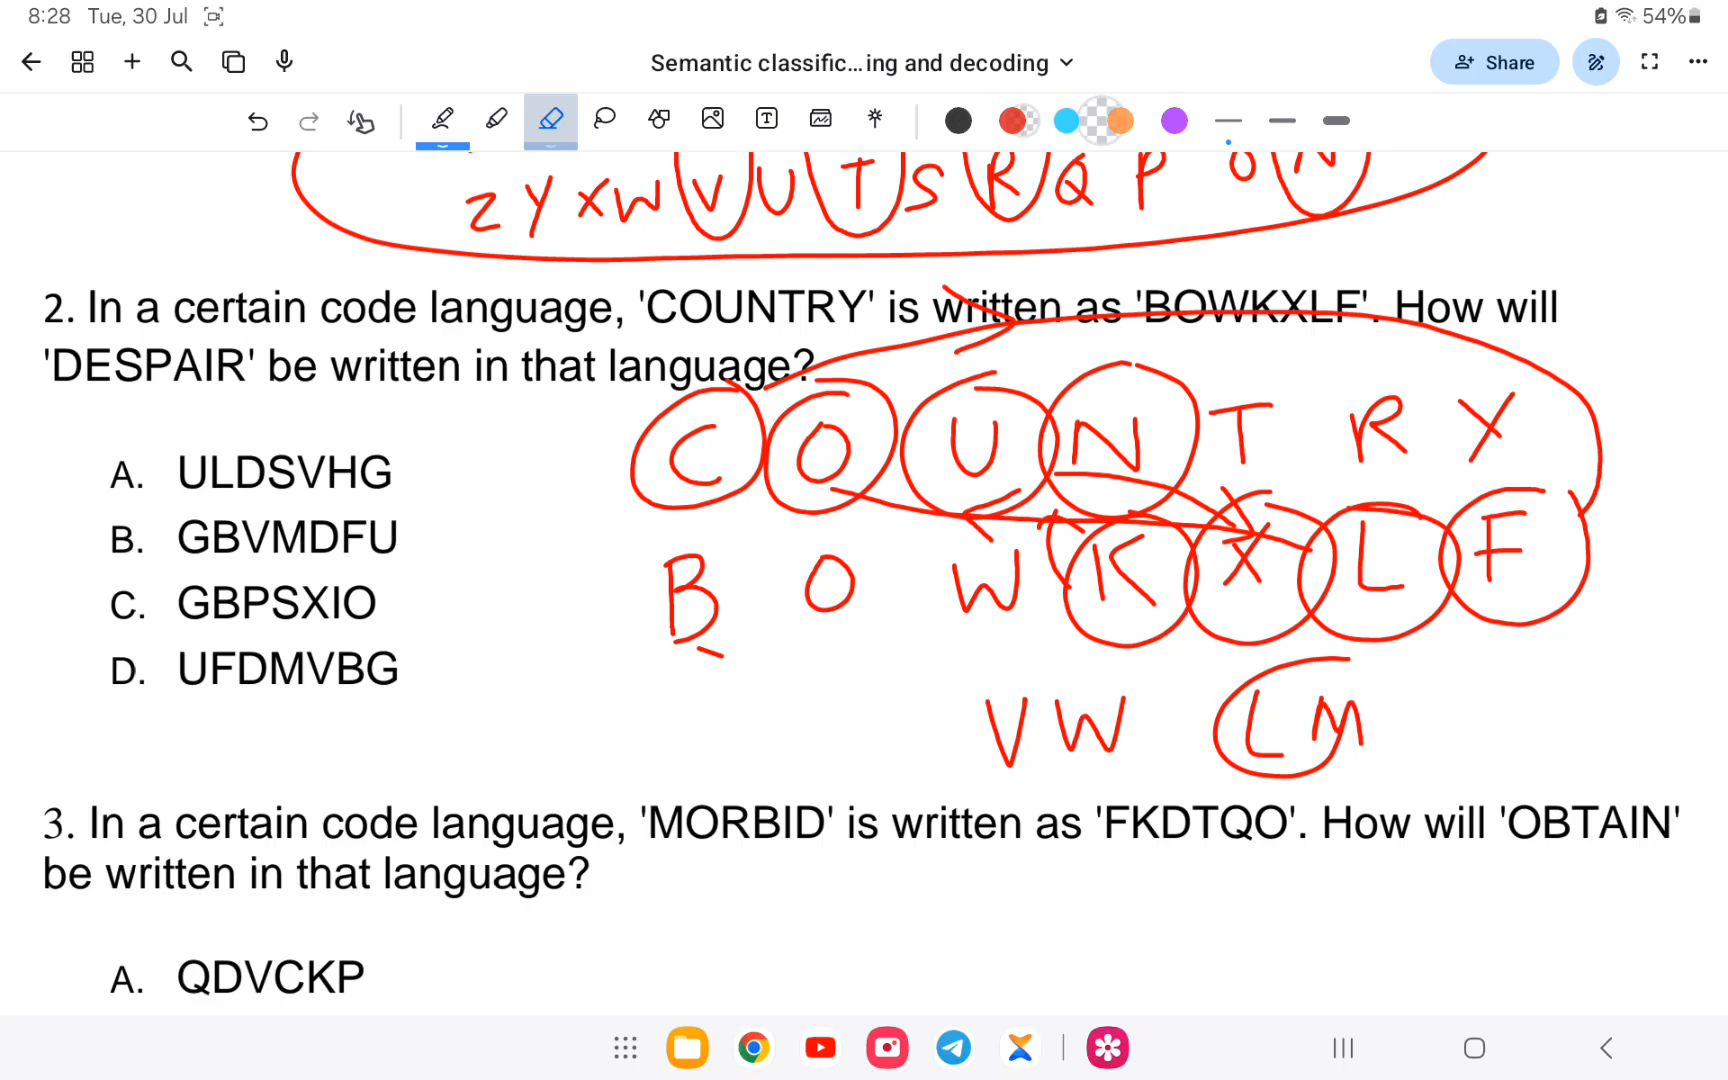 8:28 Tue, 30 Jul 54%
Semantic classific...ing and decoding Share
Z Y X W V U T S R Q P O N
2. In a certain code language, 'COUNTRY' is written as 'BOWKXLF'. How will
'DESPAIR' be written in that language?
C O U N T R Y
A. ULDSVHG
B. GBVMDFU
B O W K X L F
C. GBPSXIO
D. UFDMVBG
V W L M
3. In a certain code language, 'MORBID' is written as 'FKDTQO'. How will 'OBTAIN'
be written in that language?
A. QDVCKP